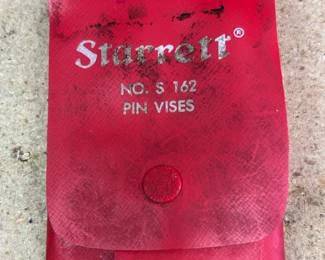 Starrett®
NO. S 162
PIN VISES